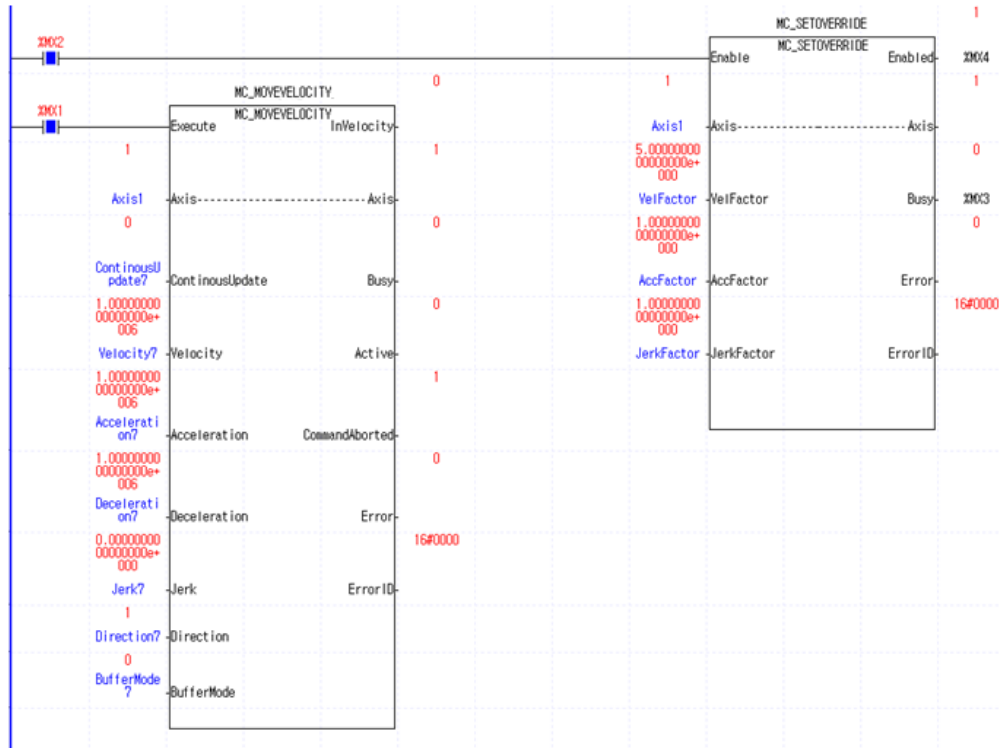 1
MC_SETOVERRIDE
%MX2
MC_SETOVERRIDE
Enable
Enabled
%MX4
0
1
1
MC_MOVEVELOCITY
%MX1
MC_MOVEVELOCITY
Execute
InVelocity
Axis1
Axis
Axis
1
1
5.00000000
00000000e+
000
0
Axis1
Axis
Axis
VelFactor
VelFactor
Busy
%MX3
0
0
1.00000000
00000000e+
000
0
ContinousU
pdate7
ContinousUpdate
Busy
AccFactor
AccFactor
Error
1.00000000
00000000e+
006
0
1.00000000
00000000e+
000
16#0000
Velocity7
Velocity
Active
JerkFactor
JerkFactor
ErrorID
1.00000000
00000000e+
006
1
Accelerati
on7
Acceleration
CommandAborted
1.00000000
00000000e+
006
0
Decelerati
on7
Deceleration
Error
0.00000000
00000000e+
000
16#0000
Jerk7
Jerk
ErrorID
1
Direction7
Direction
0
BufferMode
7
BufferMode